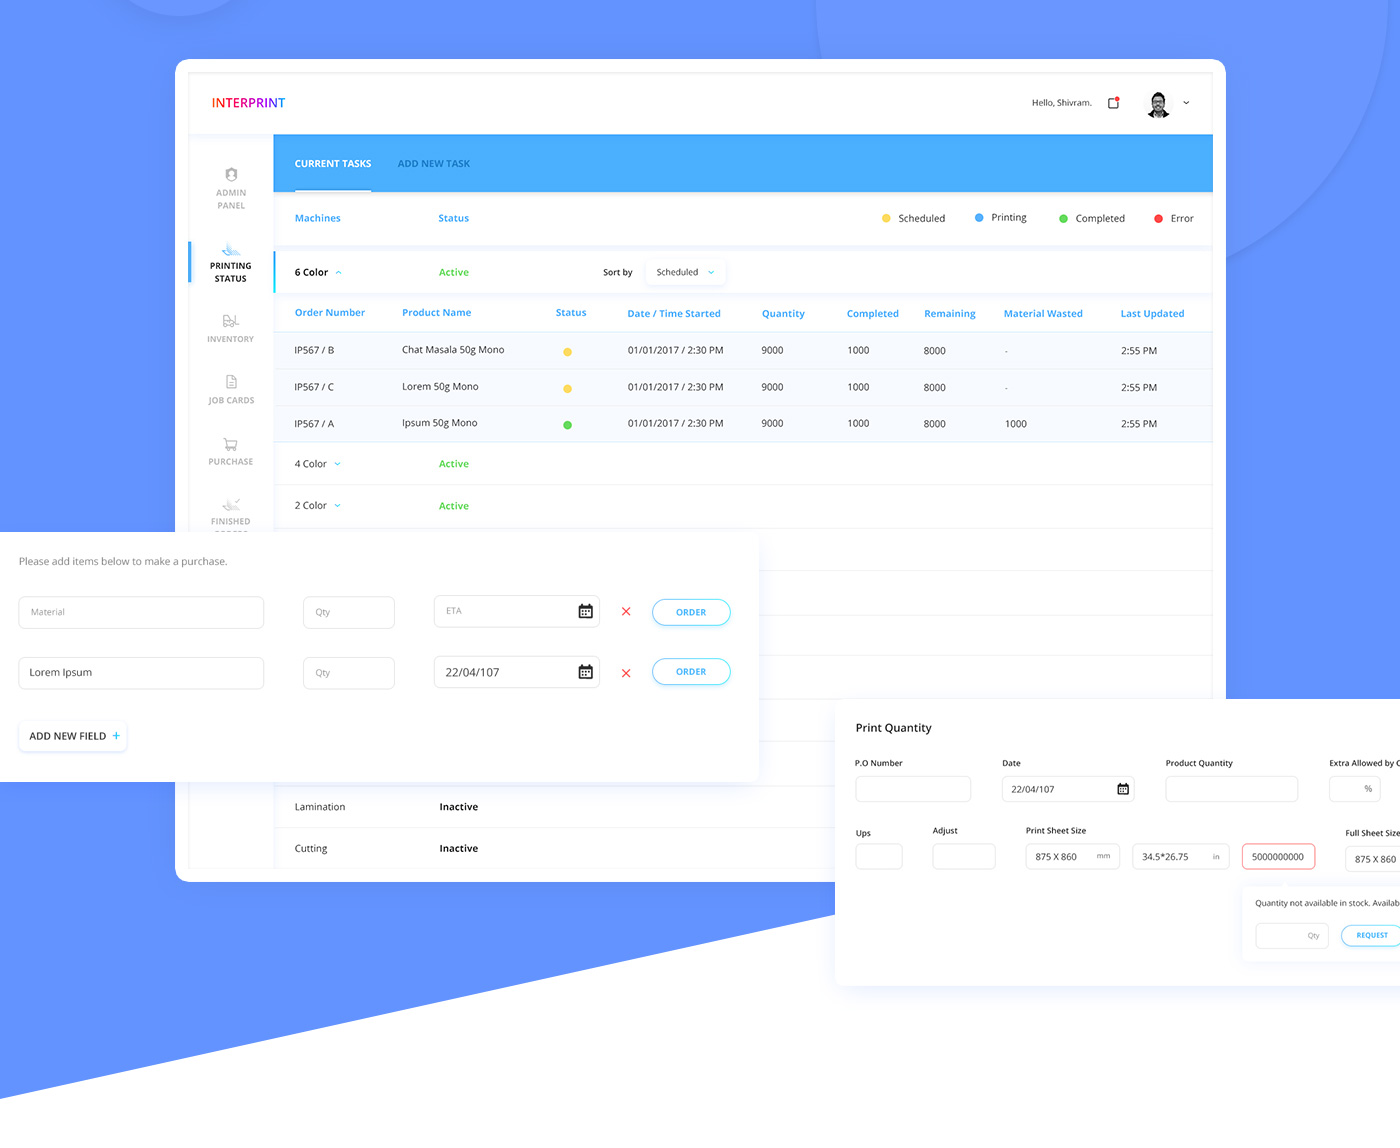 INTERPRINT
Hello, Shivram.
CURRENT TASKS ADD NEW TASK
ADMIN
PANEL
PRINTING
STATUS
INVENTORY
JOB CARDS
PURCHASE
FINISHED
Machines Status Scheduled Printing Completed Error
6 Color Active Sort by Scheduled
Order Number Product Name Status Date / Time Started Quantity Completed Remaining Material Wasted Last Updated
IP567 / B Chat Masala 50g Mono 01/01/2017 / 2:30 PM 9000 1000 8000 - 2:55 PM
IP567 / C Lorem 50g Mono 01/01/2017 / 2:30 PM 9000 1000 8000 - 2:55 PM
IP567 / A Ipsum 50g Mono 01/01/2017 / 2:30 PM 9000 1000 8000 1000 2:55 PM
4 Color Active
2 Color Active
Please add items below to make a purchase.
Material Qty ETA ORDER
Lorem Ipsum Qty 22/04/107 ORDER
ADD NEW FIELD +
Lamination Inactive
Cutting Inactive
Print Quantity
P.O Number Date Product Quantity Extra Allowed by
22/04/107 %
Ups Adjust Print Sheet Size Full Sheet Size
875 X 860 mm 34.5*26.75 in 5000000000 875 X 860
Quantity not available in stock.
Qty REQUEST